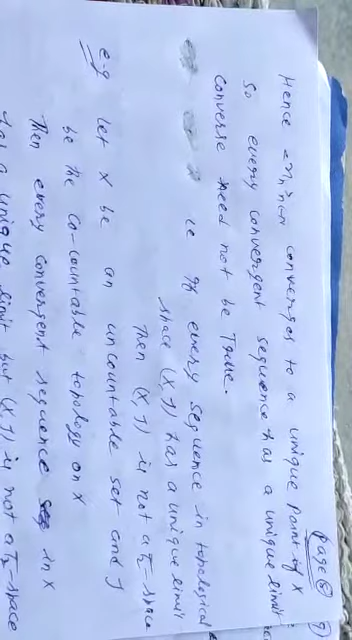 Page 6
Hence <xn> n∈N converges to a unique point of X
So every convergent sequence has a unique limit
Converse need not be True.
ie If every sequence in topological
space (X, J) has a unique limit
Then (X, J) is not a T2-space
e.g Let X be an uncountable set and J
be the co-countable topology on X
Then every convergent sequence in X
has a unique limit but (X, J) is not a T2-space